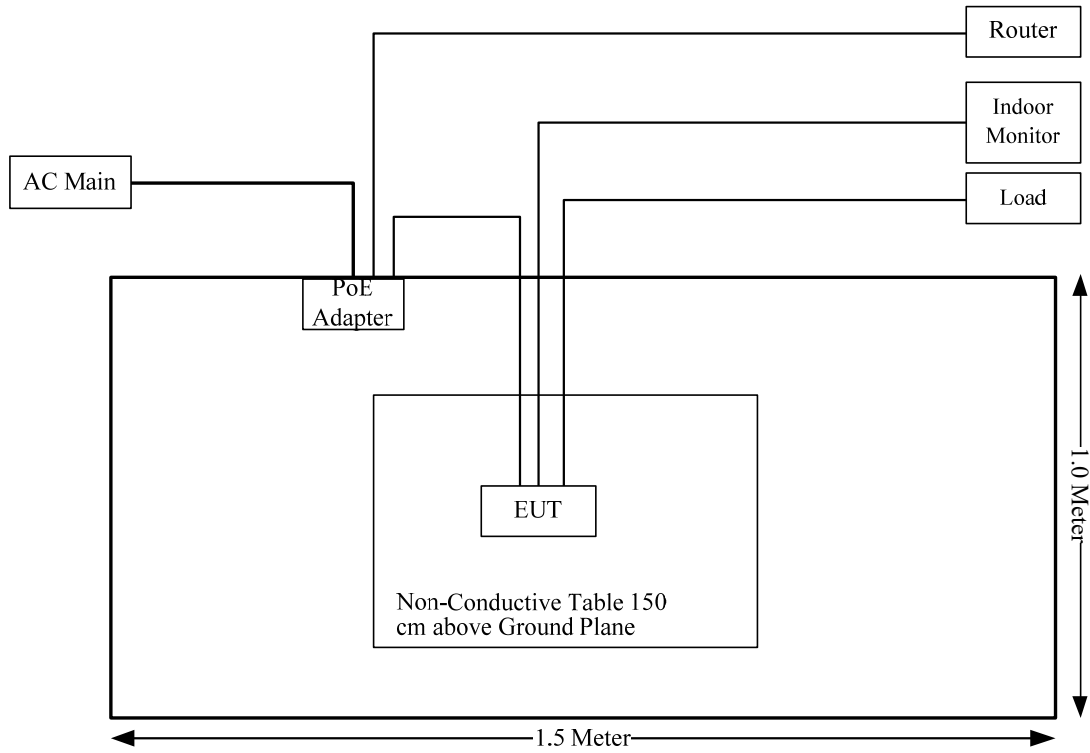 Router
Indoor
Monitor
AC Main
Load
PoE
Adapter
EUT
1.0 Meter
Non-Conductive Table 150
cm above Ground Plane
1.5 Meter